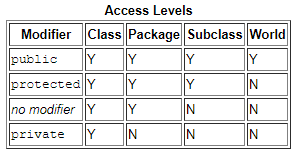 Access Levels
Modifier Class Package Subclass World
public Y Y Y Y
protected Y Y Y N
no modifier Y Y N N
private Y N N N